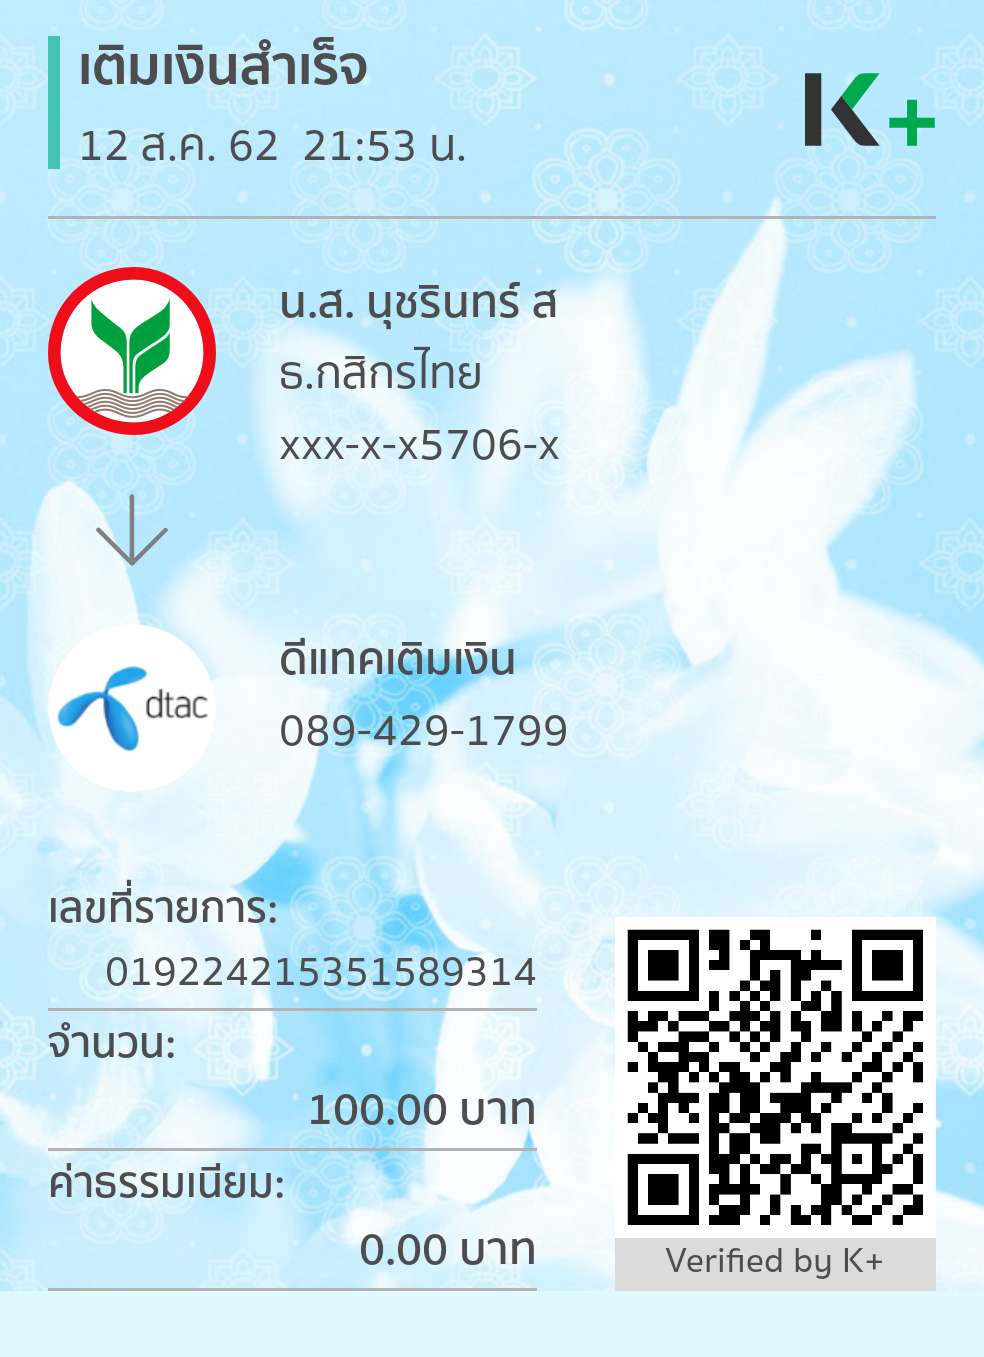 เติมเงินสำเร็จ
12 ส.ค. 62 21:53 น.
K+
น.ส. นุชรินทร์ ส
ธ.กสิกรไทย
xxx-x-x5706-x
dtac
ดีแทคเติมเงิน
089-429-1799
เลขที่รายการ:
019224215351589314
จำนวน:
100.00 บาท
ค่าธรรมเนียม:
0.00 บาท
Verified by K+